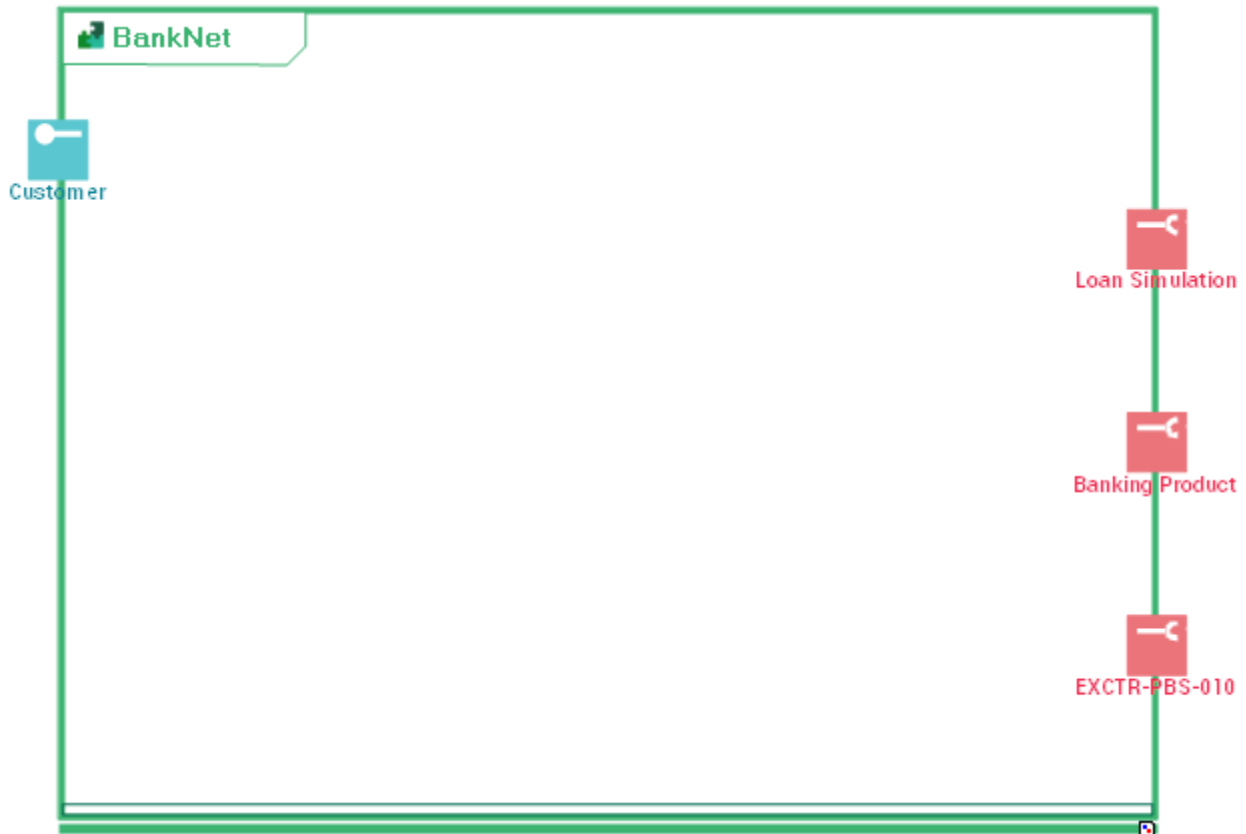 BankNet
Customer
Loan Simulation
Banking Product
EXCTR-PBS-010